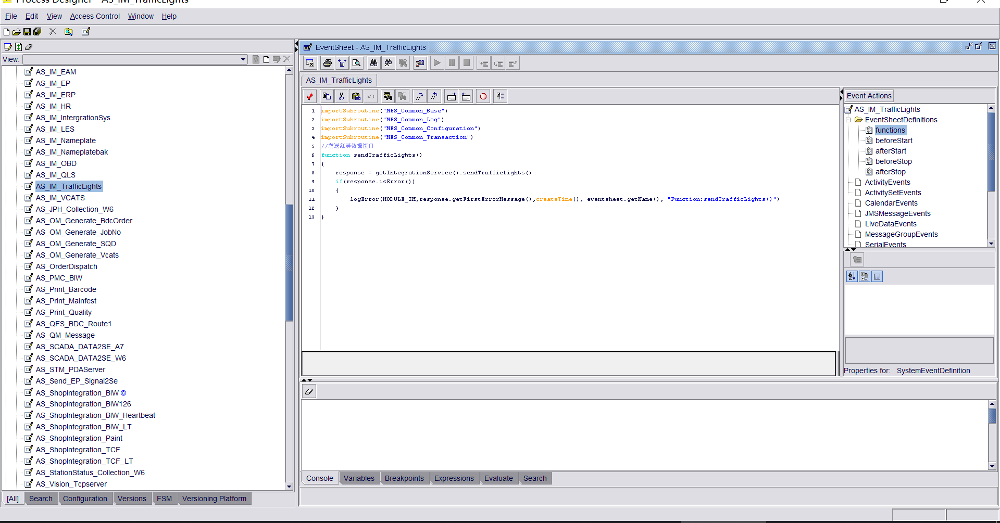 Process Designer - AS_IM_TrafficLights
File Edit View Access Control Window Help
View:
AS_IM_EAM
AS_IM_EP
AS_IM_ERP
AS_IM_HR
AS_IM_IntergrationSys
AS_IM_LES
AS_IM_Nameplate
AS_IM_Nameplatebak
AS_IM_OBD
AS_IM_QLS
AS_IM_TrafficLights
AS_IM_VCATS
AS_JPH_Collection_W6
AS_OM_Generate_BdcOrder
AS_OM_Generate_JobNo
AS_OM_Generate_SQD
AS_OM_Generate_Vcats
AS_OrderDispatch
AS_PMC_BIW
AS_Print_Barcode
AS_Print_Mainfest
AS_Print_Quality
AS_QFS_BDC_Route1
AS_QM_Message
AS_SCADA_DATA2SE_A7
AS_SCADA_DATA2SE_W6
AS_STM_PDAServer
AS_Send_EP_Signal2Se
AS_ShopIntegration_BIW ©
AS_ShopIntegration_BIW126
AS_ShopIntegration_BIW_Heartbeat
AS_ShopIntegration_BIW_LT
AS_ShopIntegration_Paint
AS_ShopIntegration_TCF
AS_ShopIntegration_TCF_LT
AS_StationStatus_Collection_W6
AS_Vision_Tcpserver
[All] Search Configuration Versions FSM Versioning Platform
EventSheet - AS_IM_TrafficLights
AS_IM_TrafficLights
1 importSubroutine("MES_Common_Base")
2 importSubroutine("MES_Common_Log")
3 importSubroutine("MES_Common_Configuration")
4 importSubroutine("MES_Common_Transaction")
5 //发送红等数据接口
6 function sendTrafficLights()
7 {
8 response = getIntegrationService().sendTrafficLights()
9 if(response.isError())
10 {
11 logError(MODULE_IM,response.getFirstErrorMessage(),createTime(), eventsheet.getName(), "Function:sendTrafficLights()")
12 }
13 }
Event Actions
AS_IM_TrafficLights
EventSheetDefinitions
functions
beforeStart
afterStart
beforeStop
afterStop
ActivityEvents
ActivitySetEvents
CalendarEvents
JMSMessageEvents
LiveDataEvents
MessageGroupEvents
SerialEvents
Properties for: SystemEventDefinition
Console Variables Breakpoints Expressions Evaluate Search